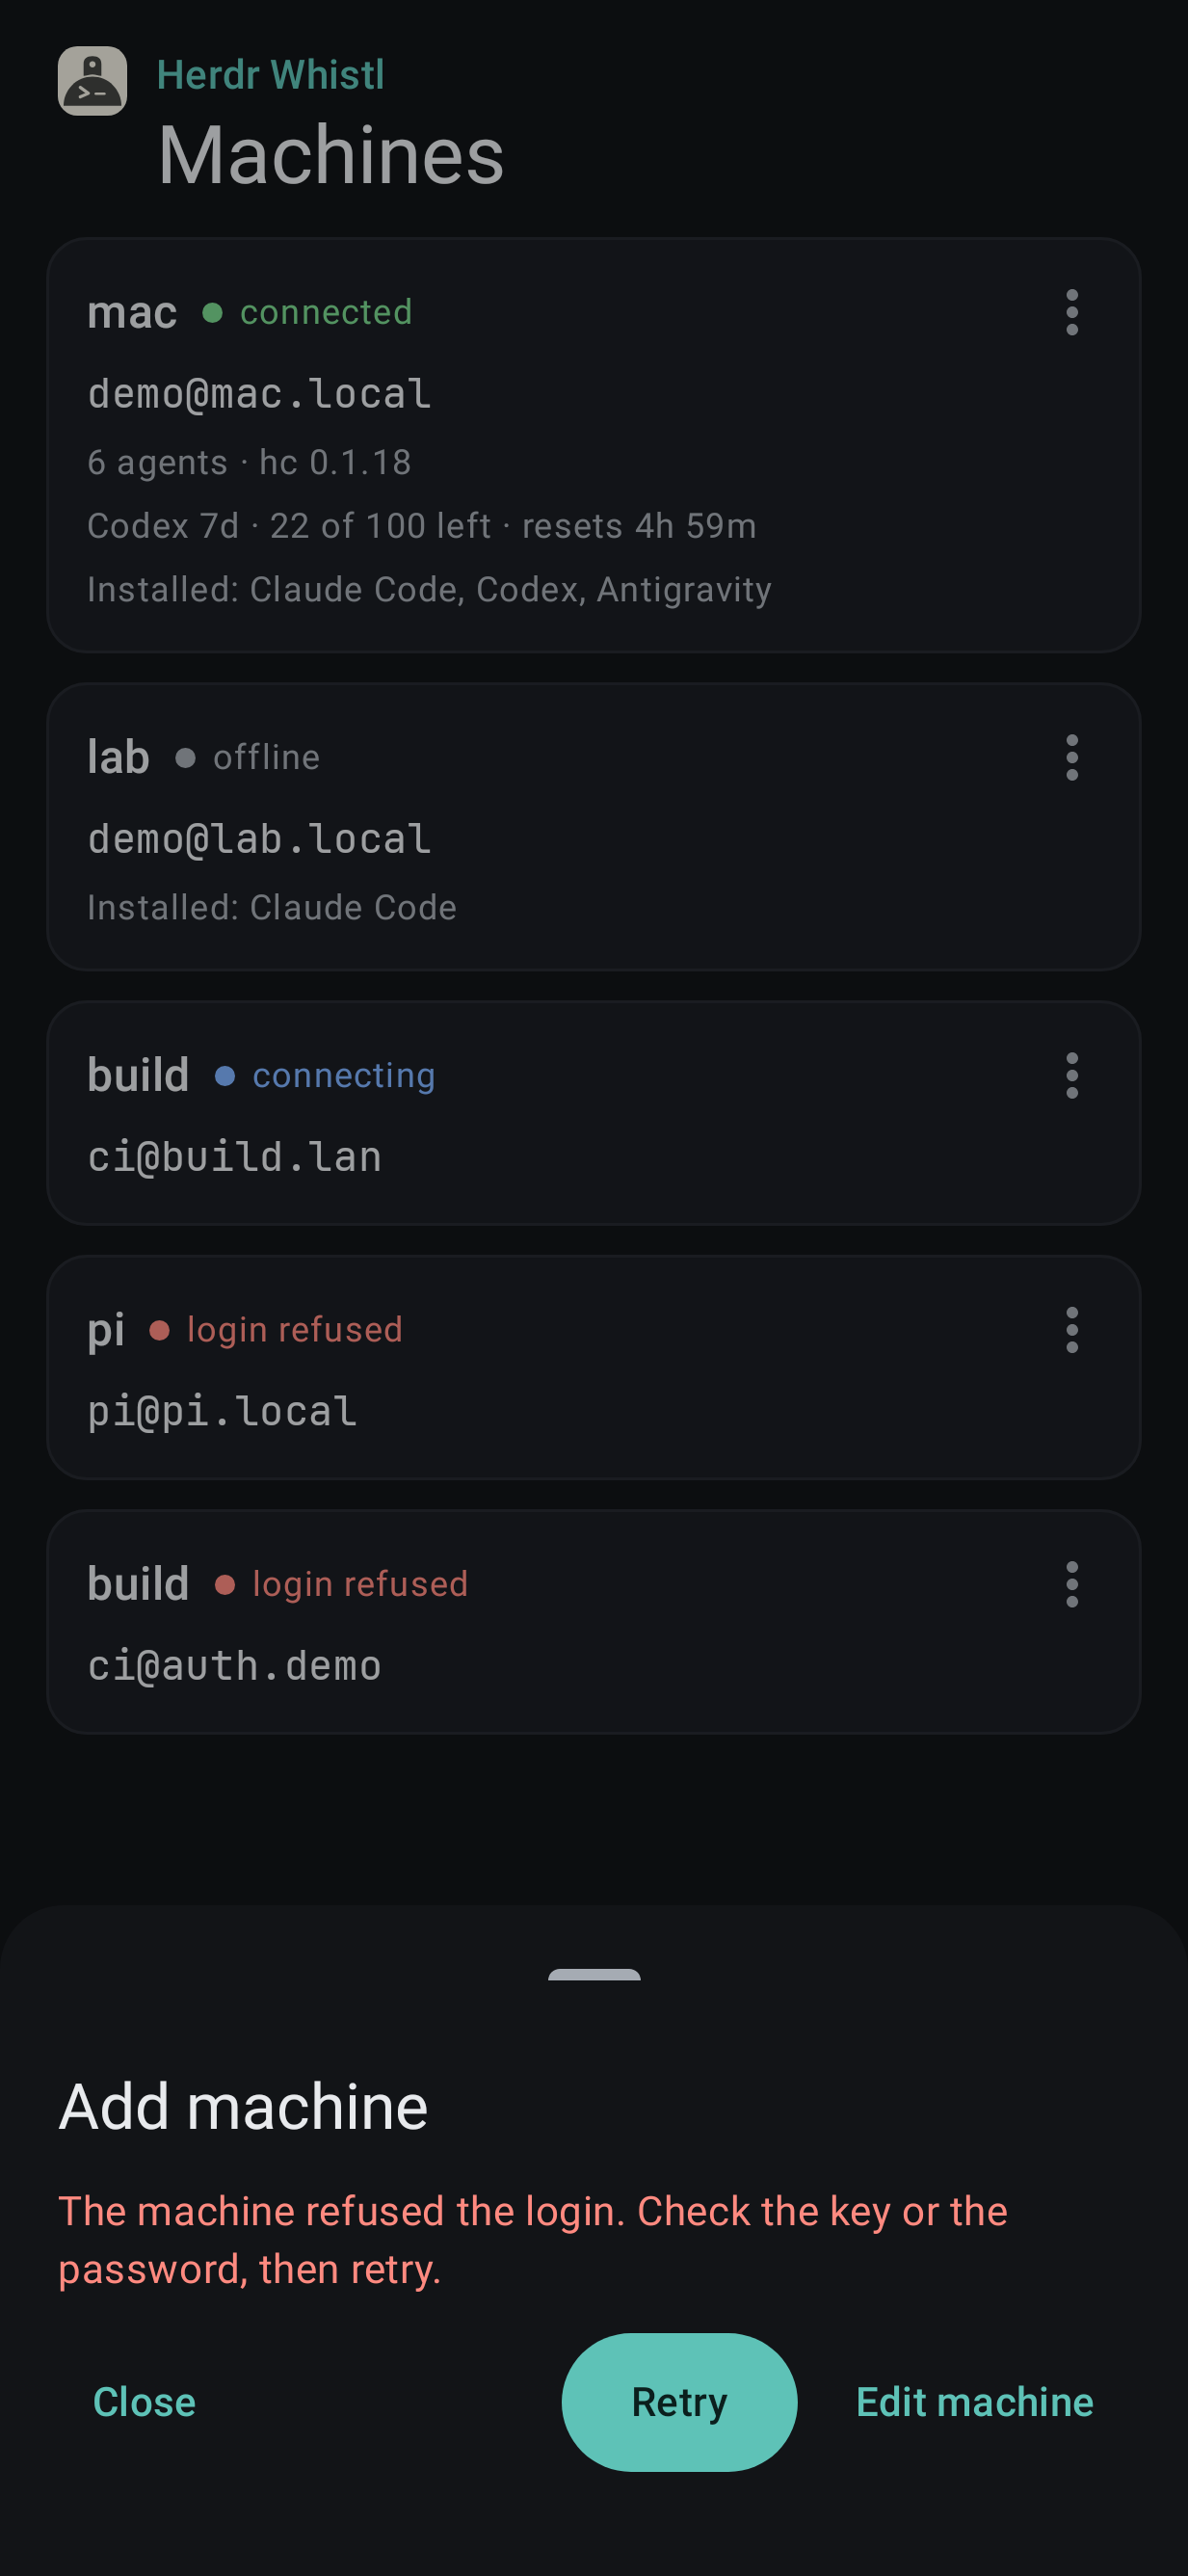 Herdr Whistl
Machines
mac ● connected
demo@mac.local
6 agents · hc 0.1.18
Codex 7d · 22 of 100 left · resets 4h 59m
Installed: Claude Code, Codex, Antigravity
lab ● offline
demo@lab.local
Installed: Claude Code
build ● connecting
ci@build.lan
pi ● login refused
pi@pi.local
build ● login refused
ci@auth.demo
Add machine
The machine refused the login. Check the key or the
password, then retry.
Close Retry Edit machine